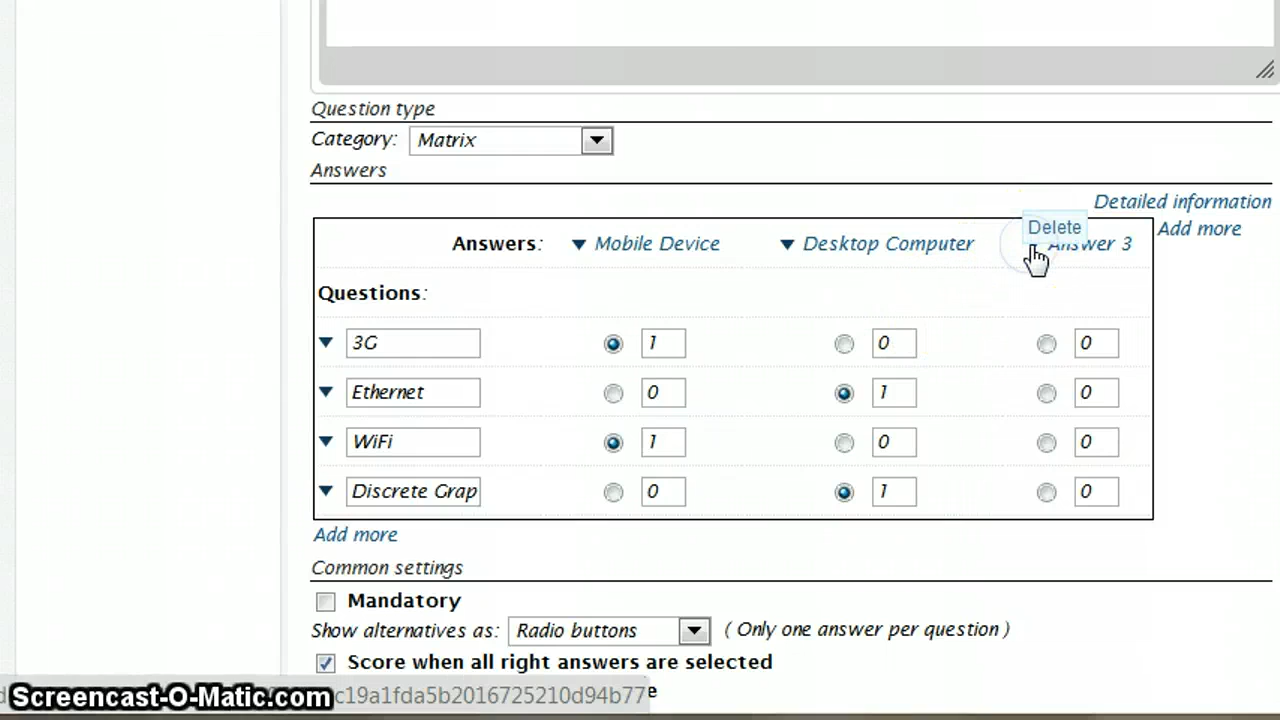 Question type
Category: Matrix
Answers
Detailed information
Delete
Answers: Mobile Device Desktop Computer Answer 3 Add more
Questions:
3G 1 0 0
Ethernet 0 1 0
WiFi 1 0 0
Discrete Grap 0 1 0
Add more
Common settings
Mandatory
Show alternatives as: Radio buttons ( Only one answer per question )
Score when all right answers are selected
Screencast-O-Matic.com c19a1fda5b2016725210d94b77